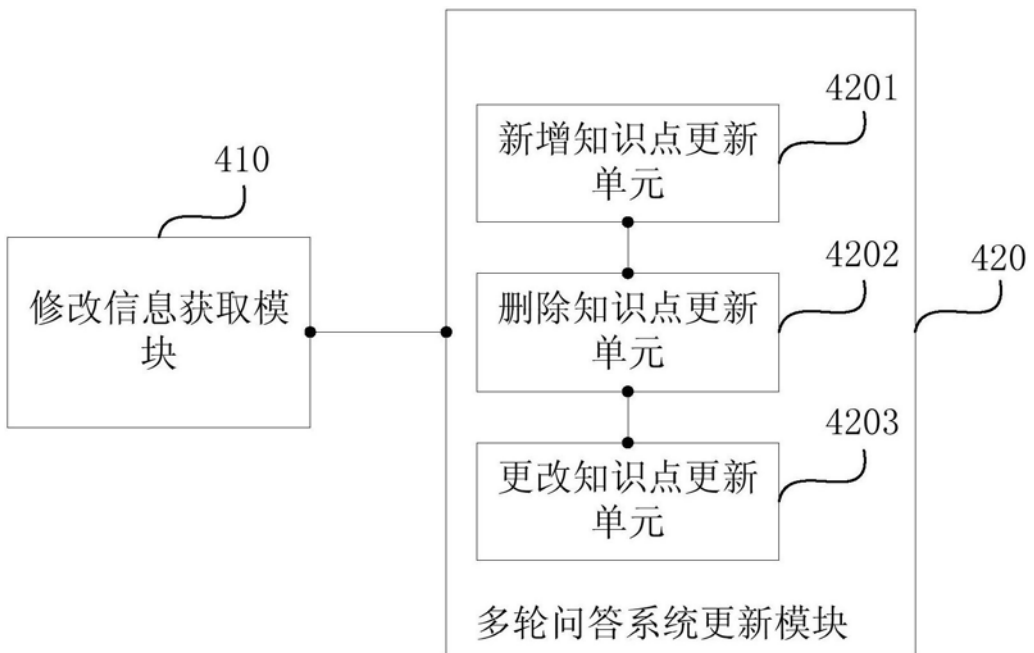 4201
新增知识点更新
单元
410
4202
420
修改信息获取模
块
删除知识点更新
单元
4203
更改知识点更新
单元
多轮问答系统更新模块